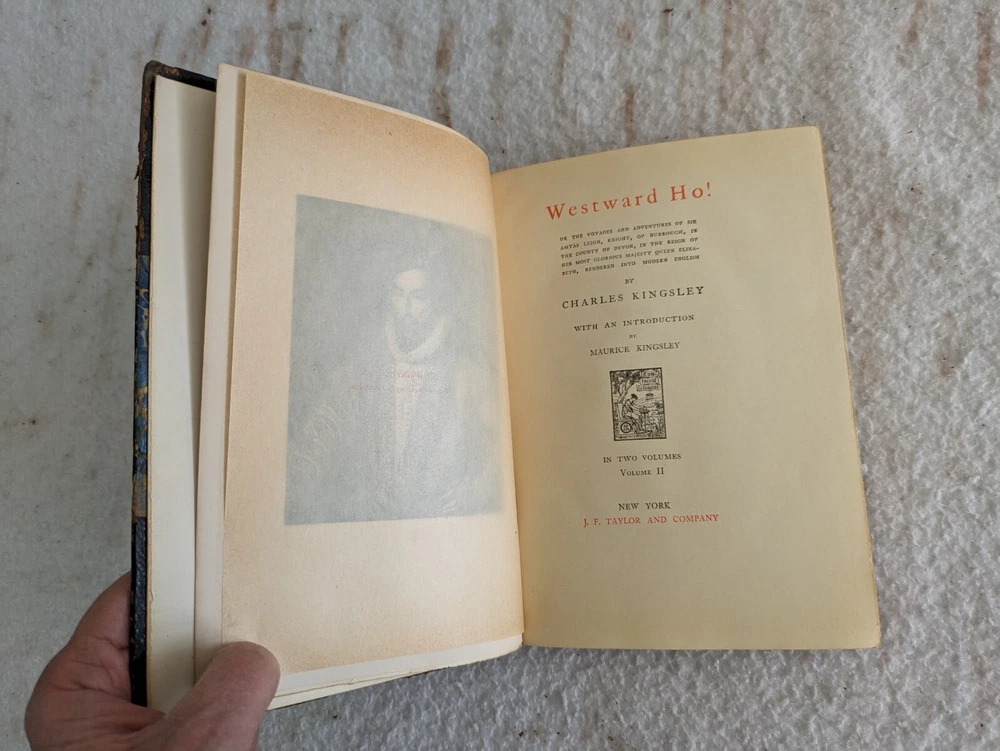 Westward Ho!
OR THE VOYAGES AND ADVENTURES OF SIR
AMYAS LEIGH, KNIGHT, OF BURROUGH, IN
THE COUNTY OF DEVON, IN THE REIGN OF
HER MOST GLORIOUS MAJESTY QUEEN ELIZA-
BETH, RENDERED INTO MODERN ENGLISH
BY
CHARLES KINGSLEY
WITH AN INTRODUCTION
BY
MAURICE KINGSLEY
IN TWO VOLUMES
VOLUME II
NEW YORK
J. F. TAYLOR AND COMPANY